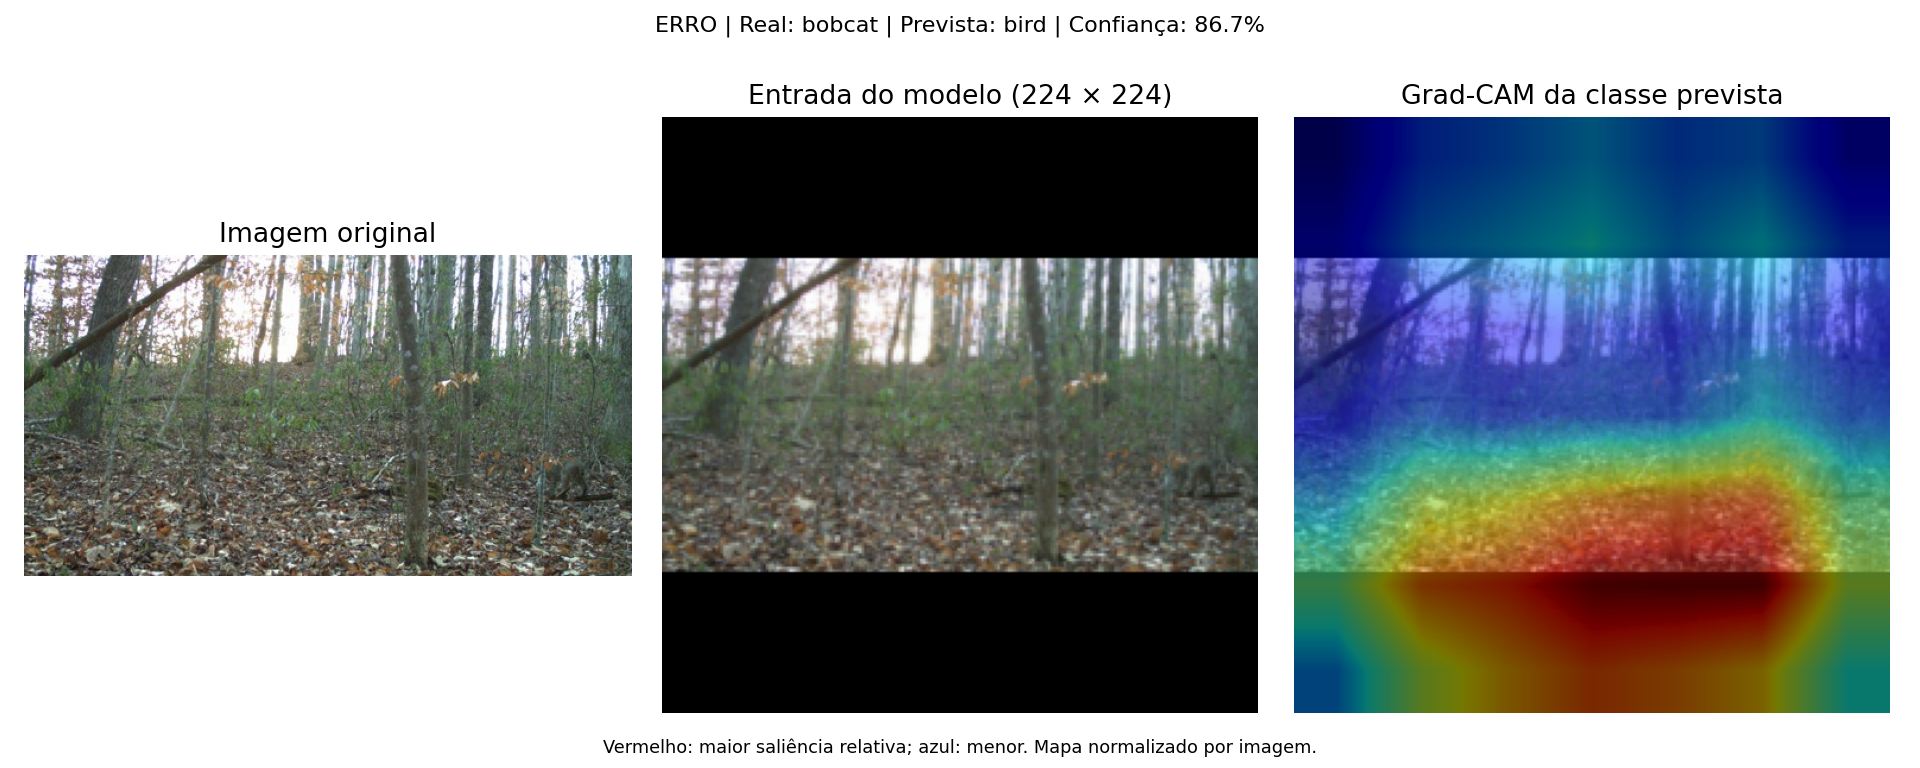 ERRO | Real: bobcat | Prevista: bird | Confiança: 86.7%
Imagem original
Entrada do modelo (224 × 224)
Grad-CAM da classe prevista
Vermelho: maior saliência relativa; azul: menor. Mapa normalizado por imagem.